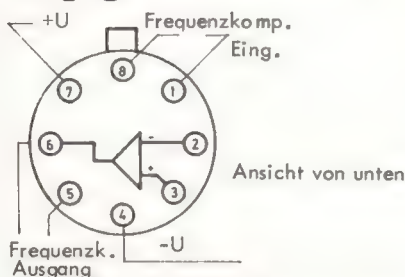 +U Frequenzkomp.
Eing.
8
7 1
6 - 2
+
5 3
Ansicht von unten
4
Frequenzk. -U
Ausgang